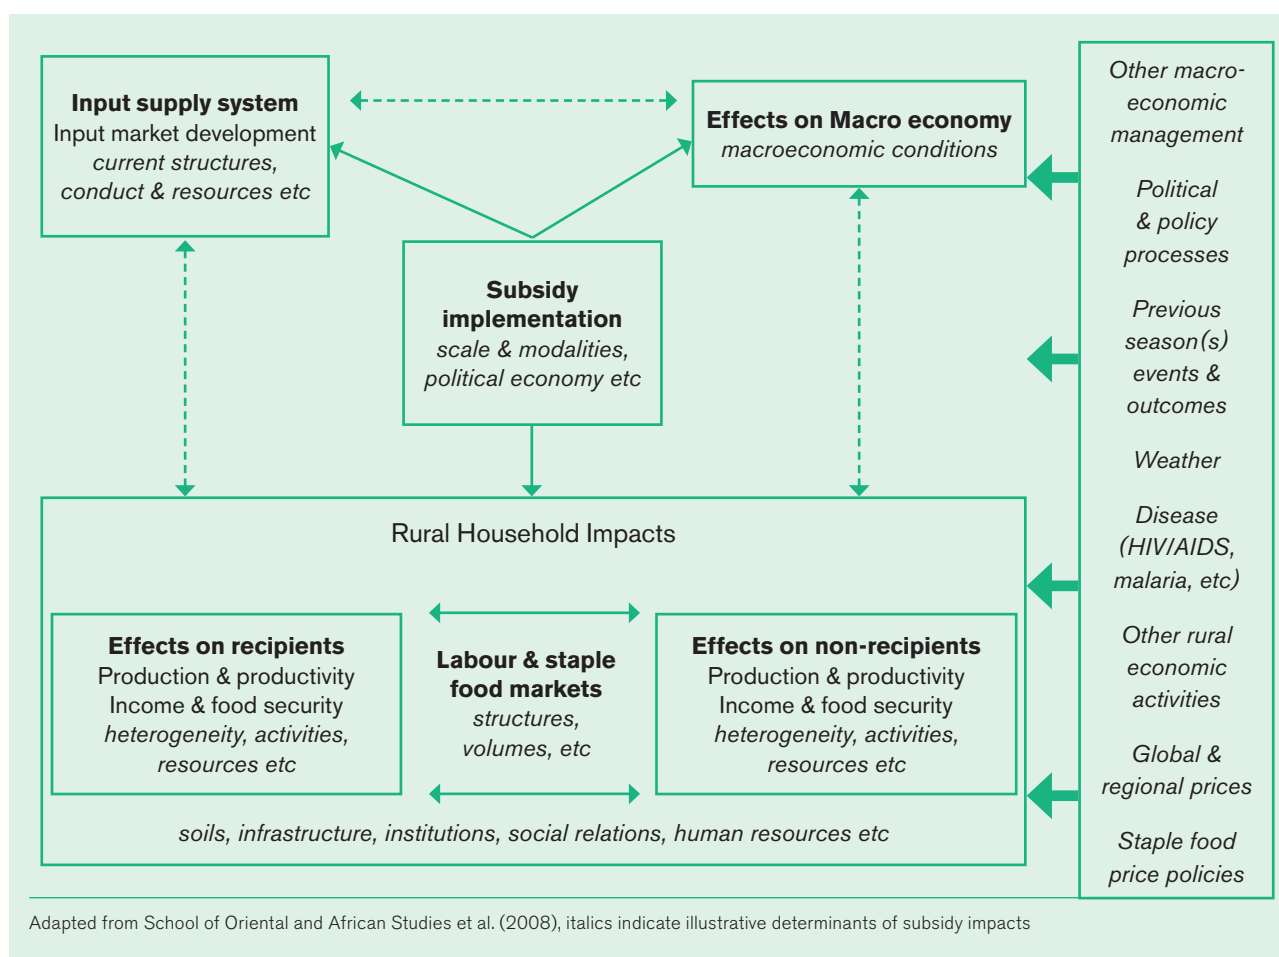 Input supply system
Input market development
current structures,
conduct & resources etc
Effects on Macro economy
macroeconomic conditions
Subsidy
implementation
scale & modalities,
political economy etc
Rural Household Impacts
Effects on recipients
Production & productivity
Income & food security
heterogeneity, activities,
resources etc
Labour & staple
food markets
structures,
volumes, etc
Effects on non-recipients
Production & productivity
Income & food security
heterogeneity, activities,
resources etc
soils, infrastructure, institutions, social relations, human resources etc
Other macro-
economic
management
Political
& policy
processes
Previous
season(s)
events &
outcomes
Weather
Disease
(HIV/AIDS,
malaria, etc)
Other rural
economic
activities
Global &
regional prices
Staple food
price policies
Adapted from School of Oriental and African Studies et al. (2008), italics indicate illustrative determinants of subsidy impacts